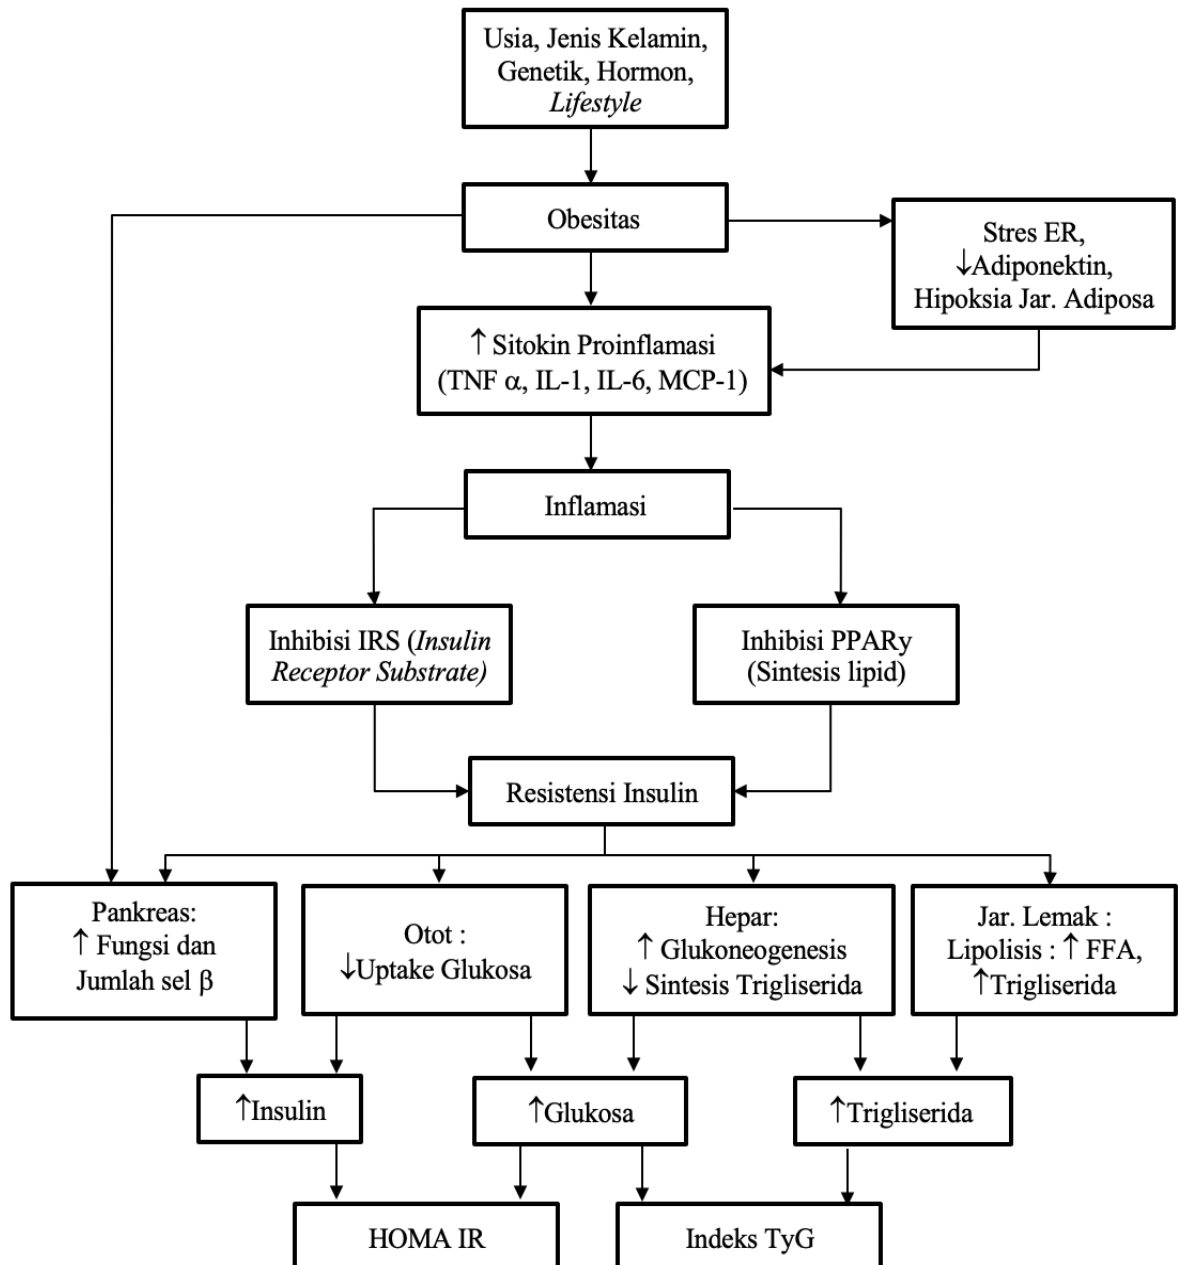 Usia, Jenis Kelamin,
Genetik, Hormon,
Lifestyle
Obesitas
Stres ER,
↓Adiponektin,
Hipoksia Jar. Adiposa
↑ Sitokin Proinflamasi
(TNF α, IL-1, IL-6, MCP-1)
Inflamasi
Inhibisi IRS (Insulin
Receptor Substrate)
Inhibisi PPARy
(Sintesis lipid)
Resistensi Insulin
Pankreas:
↑ Fungsi dan
Jumlah sel β
Otot :
↓Uptake Glukosa
Hepar:
↑ Glukoneogenesis
↓ Sintesis Trigliserida
Jar. Lemak :
Lipolisis : ↑ FFA,
↑Trigliserida
↑Insulin
↑Glukosa
↑Trigliserida
HOMA IR
Indeks TyG